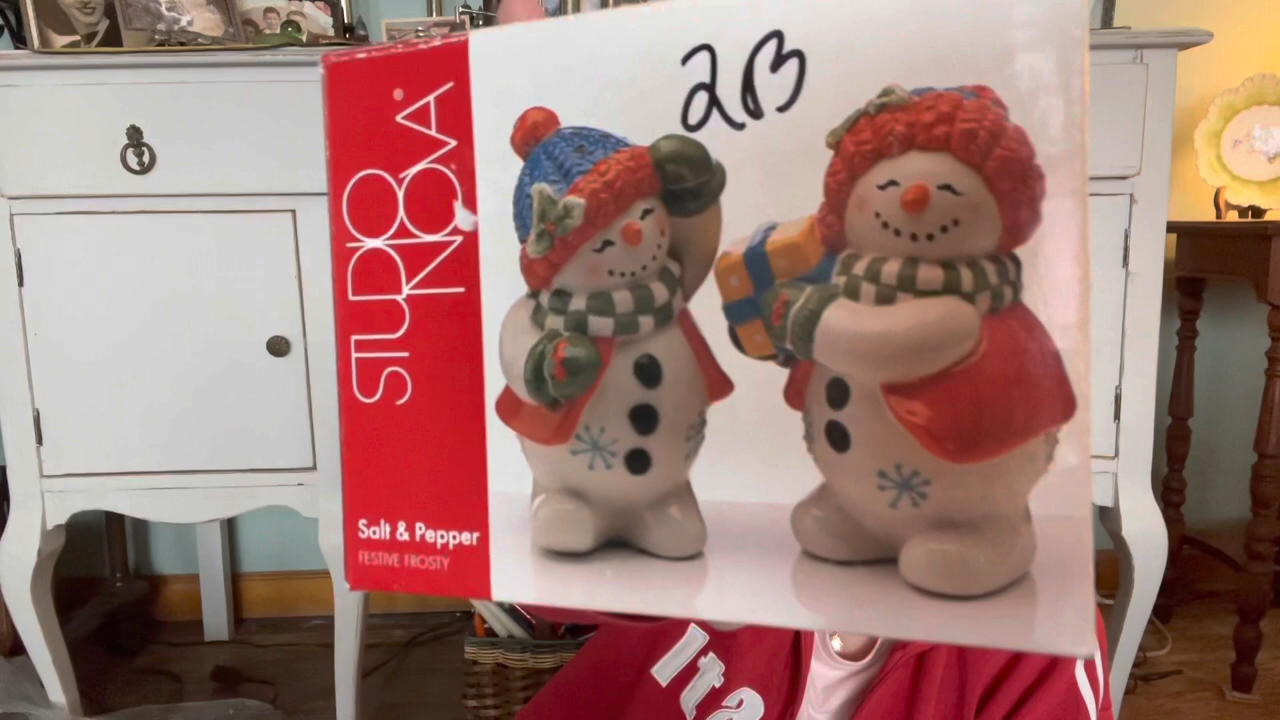 2B
STUDIO
NOVA
Salt & Pepper
FESTIVE FROSTY
Ita